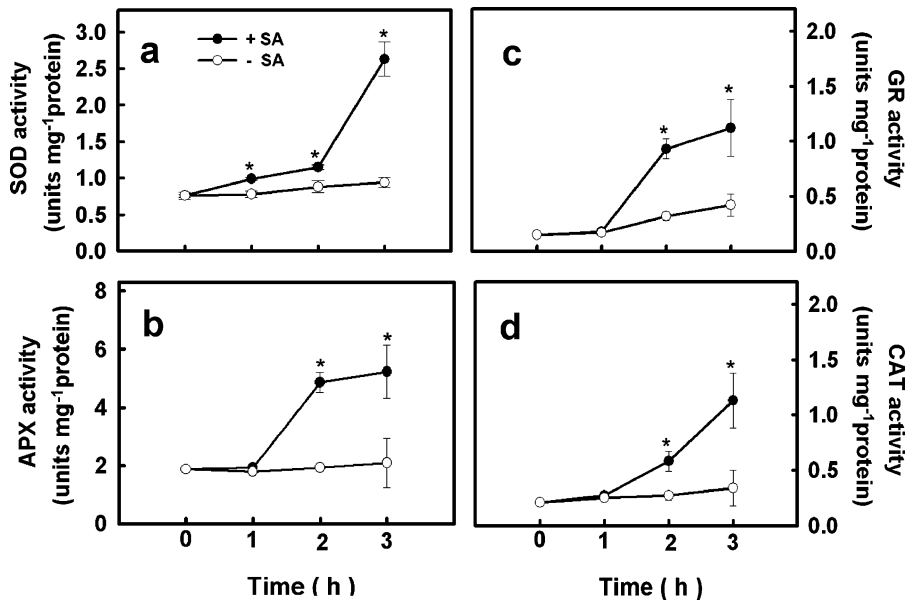 SOD activity
(units mg⁻¹protein)
3.0
2.5
2.0
1.5
1.0
0.5
0.0
a
+ SA
- SA
*
*
*
c
*
*
2.0
1.5
1.0
0.5
0.0
GR activity
(units mg⁻¹protein)
APX activity
(units mg⁻¹protein)
8
6
4
2
0
b
*
*
0 1 2 3
Time ( h )
d
*
*
2.0
1.5
1.0
0.5
0.0
CAT activity
(units mg⁻¹protein)
0 1 2 3
Time ( h )